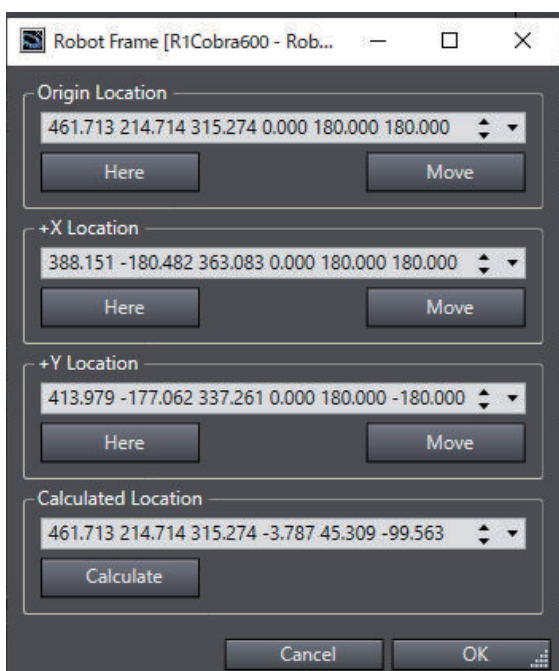 Robot Frame [R1Cobra600 - Rob...
Origin Location
461.713 214.714 315.274 0.000 180.000 180.000
Here Move
+X Location
388.151 -180.482 363.083 0.000 180.000 180.000
Here Move
+Y Location
413.979 -177.062 337.261 0.000 180.000 -180.000
Here Move
Calculated Location
461.713 214.714 315.274 -3.787 45.309 -99.563
Calculate
Cancel OK